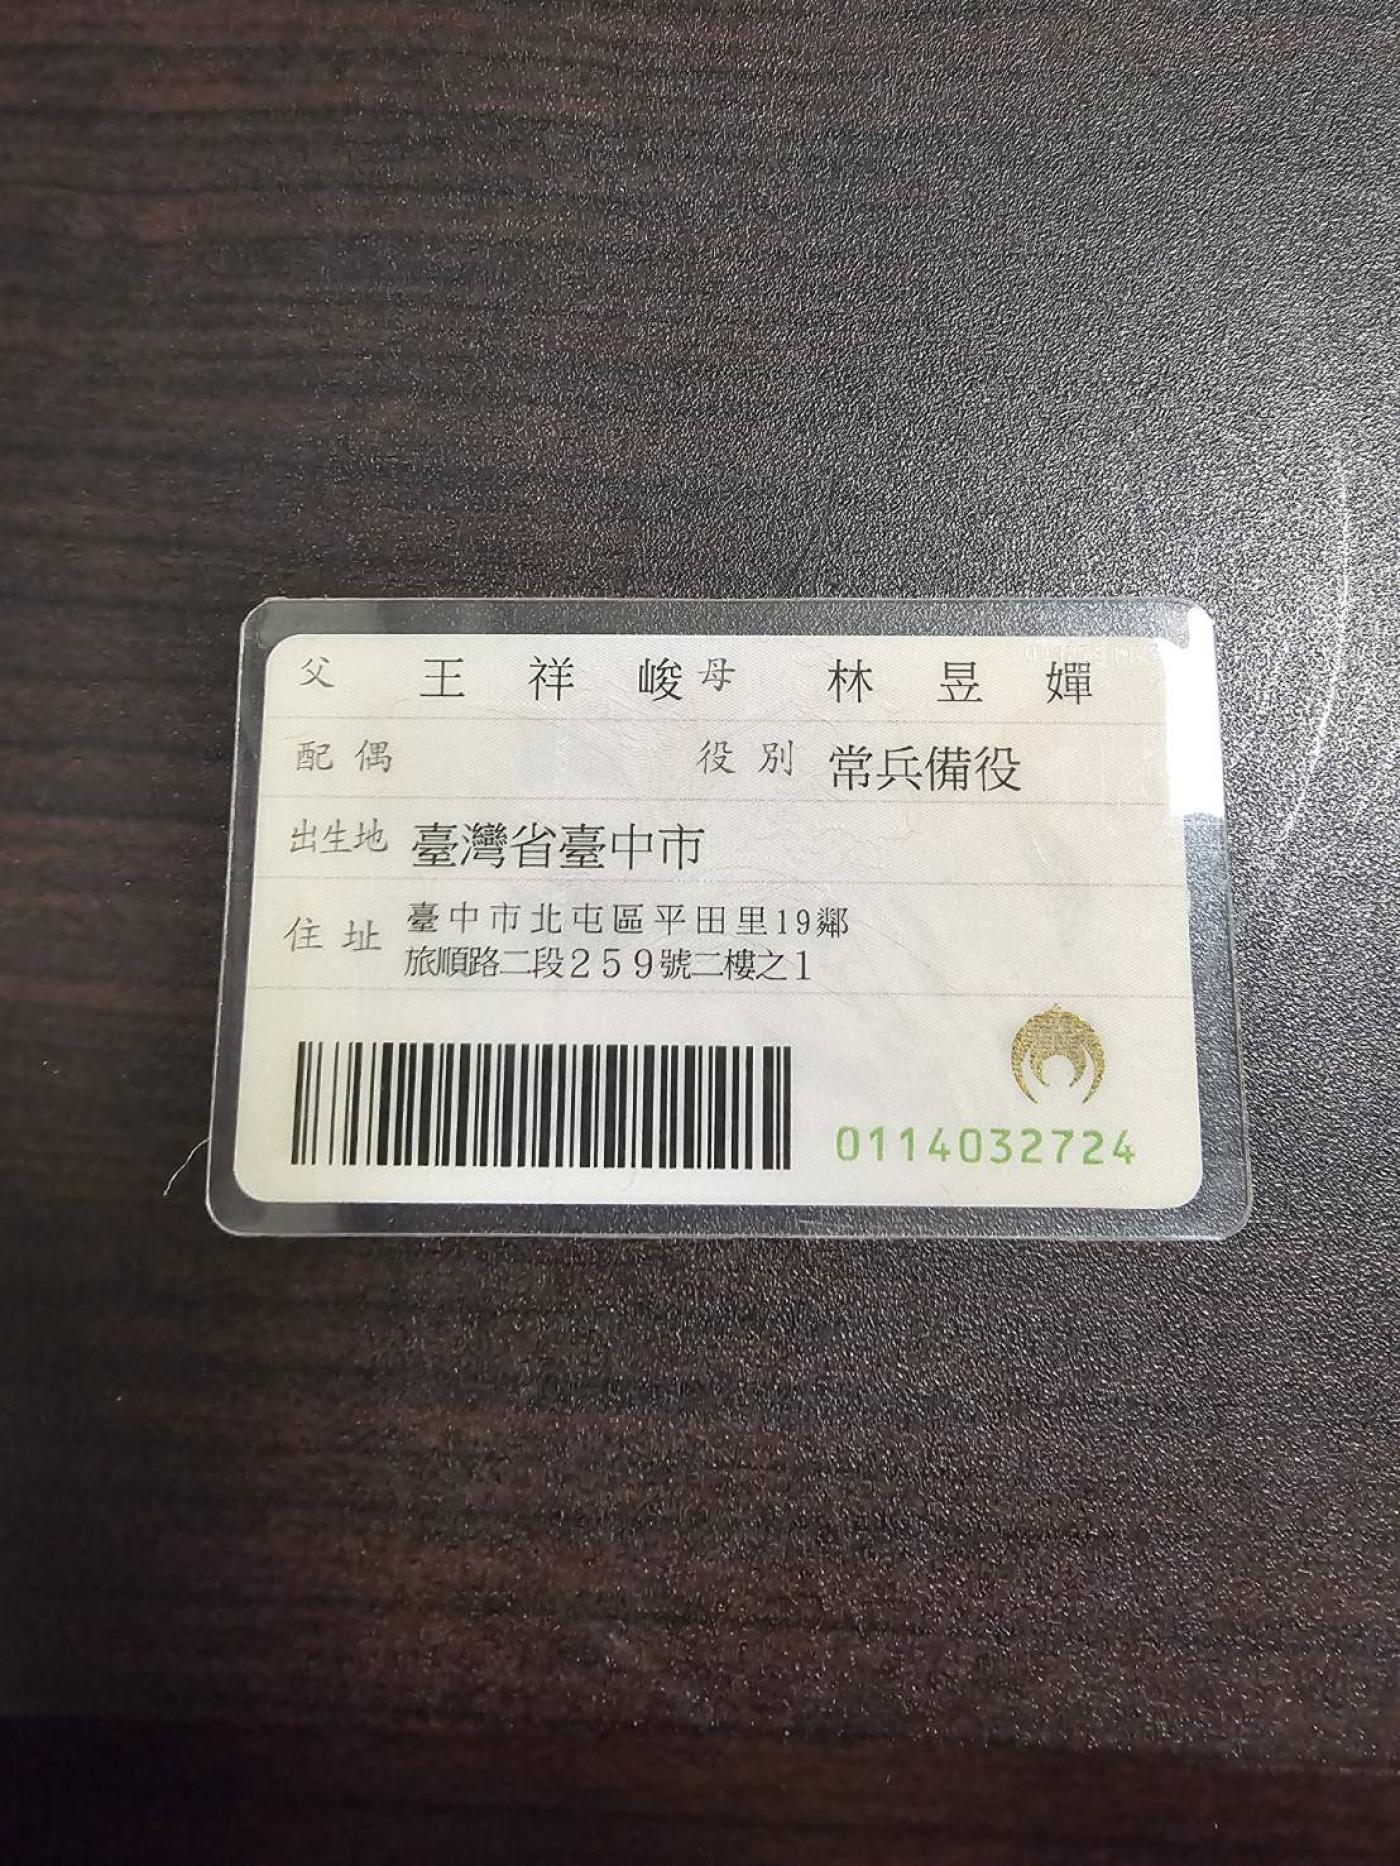 父 王祥峻 母 林昱嬋
配偶 役別 常兵備役
出生地 臺灣省臺中市
住址 臺中市北屯區平田里19鄰
旅順路二段259號二樓之1
0114032724